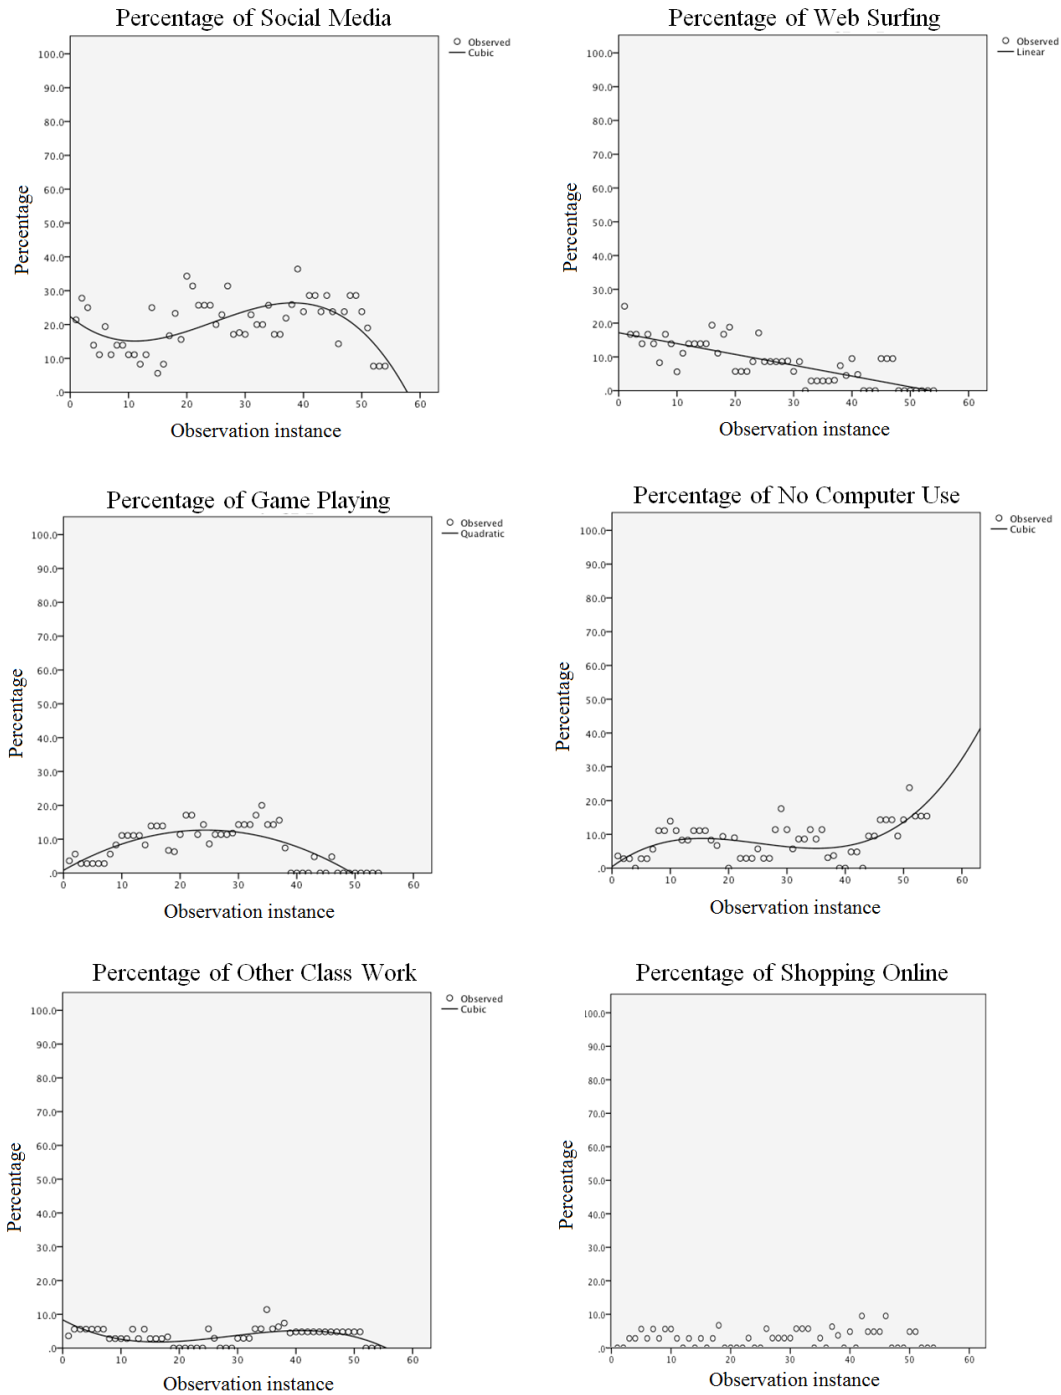 Percentage of Social Media
Observed
Cubic
100.0
90.0
80.0
70.0
60.0
50.0
40.0
30.0
20.0
10.0
.0
0 10 20 30 40 50 60
Percentage
Observation instance
Percentage of Web Surfing
Observed
Linear
100.0
90.0
80.0
70.0
60.0
50.0
40.0
30.0
20.0
10.0
.0
0 10 20 30 40 50 60
Percentage
Observation instance
Percentage of Game Playing
Observed
Quadratic
100.0
90.0
80.0
70.0
60.0
50.0
40.0
30.0
20.0
10.0
.0
0 10 20 30 40 50 60
Percentage
Observation instance
Percentage of No Computer Use
Observed
Cubic
100.0
90.0
80.0
70.0
60.0
50.0
40.0
30.0
20.0
10.0
.0
0 10 20 30 40 50 60
Percentage
Observation instance
Percentage of Other Class Work
Observed
Cubic
100.0
90.0
80.0
70.0
60.0
50.0
40.0
30.0
20.0
10.0
.0
0 10 20 30 40 50 60
Percentage
Observation instance
Percentage of Shopping Online
100.0
90.0
80.0
70.0
60.0
50.0
40.0
30.0
20.0
10.0
.0
0 10 20 30 40 50 60
Percentage
Observation instance